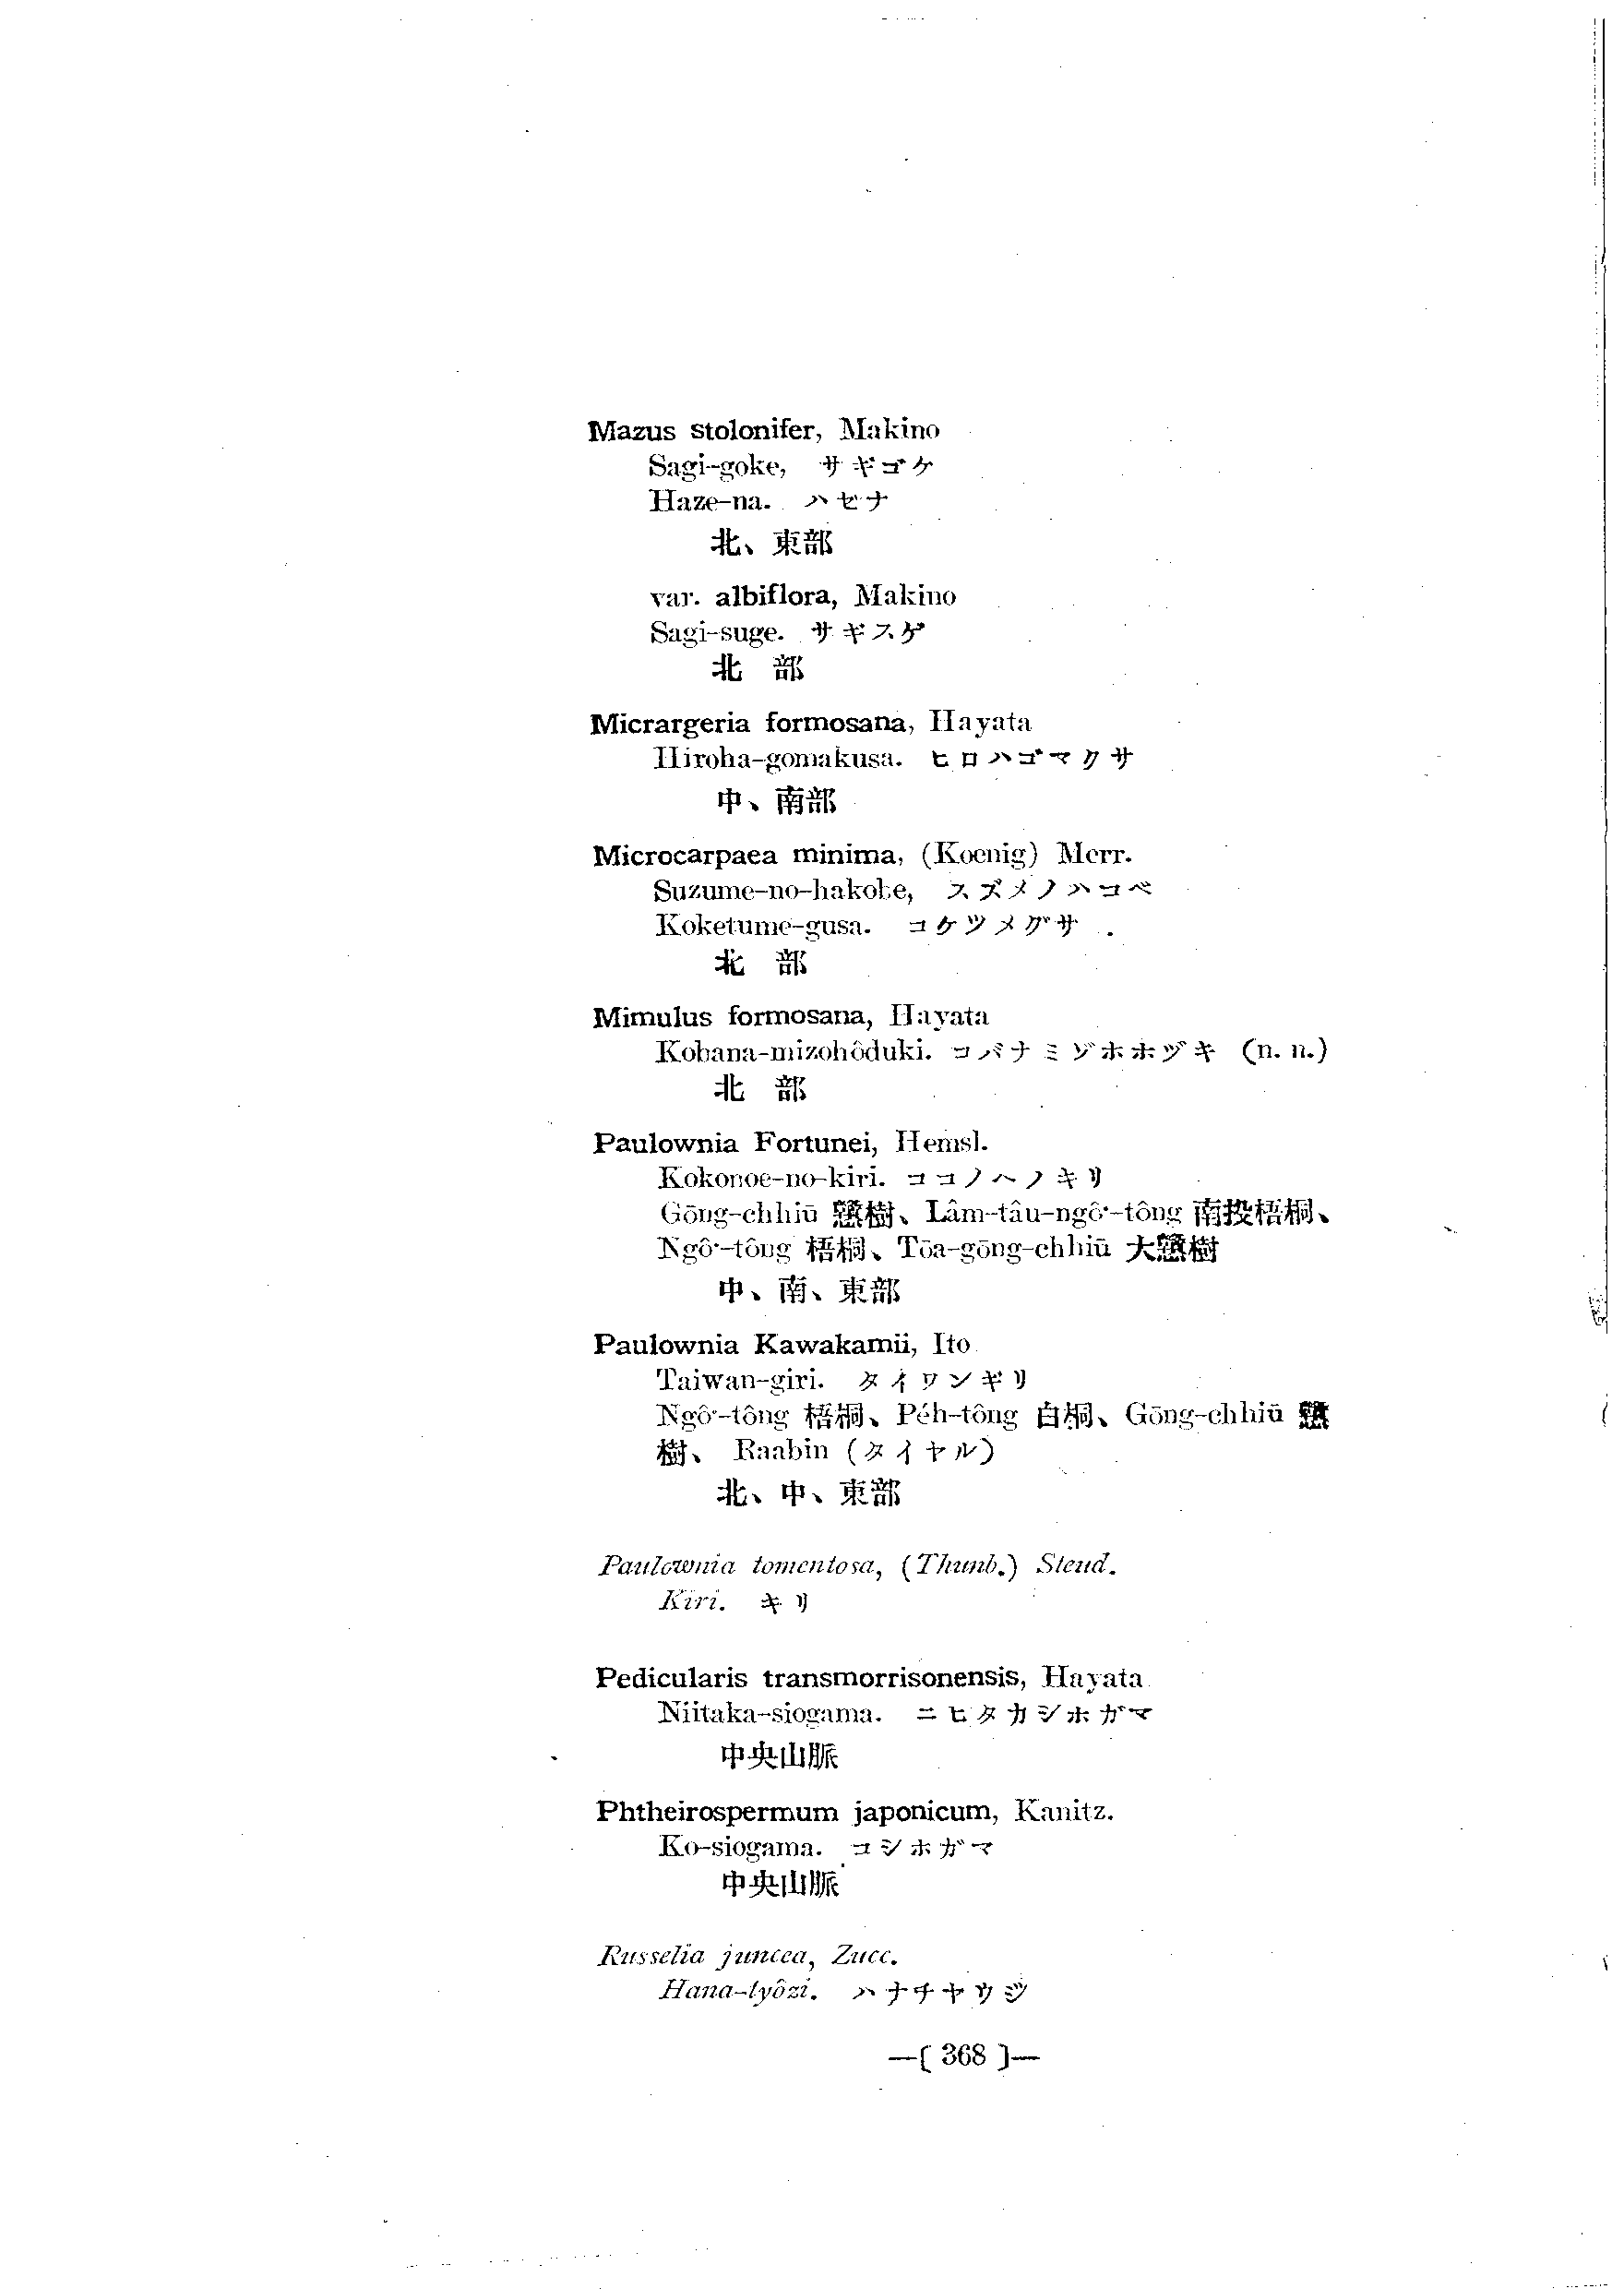 Mazus stolonifer, Makino
Sagi-goke, サギゴケ
Haze-na. ハゼナ
北、東部
var. albiflora, Makino
Sagi-suge. サギスゲ
北 部
Micrargeria formosana, Hayata
Hiroha-gomakusa. ヒロハゴマクサ
中、南部
Microcarpaea minima, (Koenig) Merr.
Suzume-no-hakobe, スズメノハコベ
Koketume-gusa. コケツメグサ
北 部
Mimulus formosana, Hayata
Kobana-mizohôduki. コバナミゾホホヅキ (n. n.)
北 部
Paulownia Fortunei, Hemsl.
Kokonoe-no-kiri. ココノヘノキリ
Gōng-chhiū 樹、Lâm-tâu-ngô·-tông 南投梧桐、
Ngô·-tông 梧桐、Tōa-gōng-chhiū 大樹
中、南、東部
Paulownia Kawakamii, Ito
Taiwan-giri. タイワンギリ
Ngô·-tông 梧桐、Péh-tông 白桐、Gōng-chhiū
樹、 Raabin (タイヤル)
北、中、東部
Paulownia tomentosa, (Thunb.) Steud.
Kiri. キリ
Pedicularis transmorrisonensis, Hayata
Niitaka-siogama. ニヒタカシホガマ
中央山脈
Phtheirospermum japonicum, Kanitz.
Ko-siogama. コシホガマ
中央山脈
Russelia juncea, Zucc.
Hana-tyôzi. ハナチャウジ
—( 368 )—